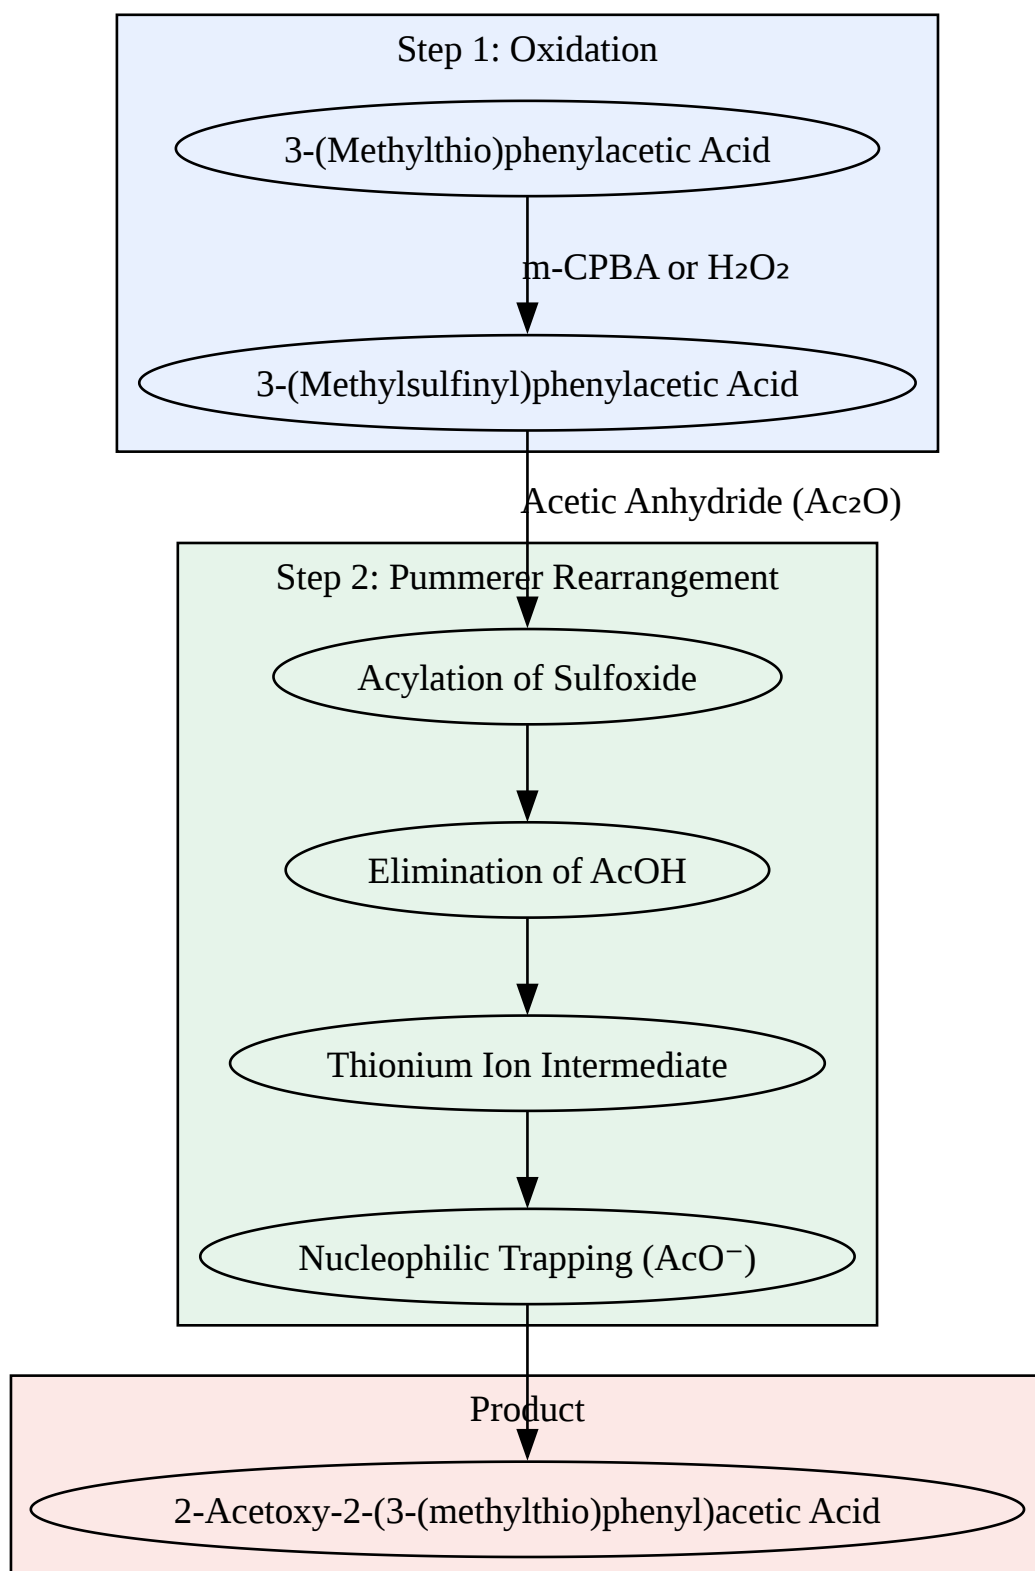 Step 1: Oxidation
3-(Methylthio)phenylacetic Acid
m-CPBA or H₂O₂
3-(Methylsulfinyl)phenylacetic Acid
Acetic Anhydride (Ac₂O)
Step 2: Pummerer Rearrangement
Acylation of Sulfoxide
Elimination of AcOH
Thionium Ion Intermediate
Nucleophilic Trapping (AcO⁻)
Product
2-Acetoxy-2-(3-(methylthio)phenyl)acetic Acid